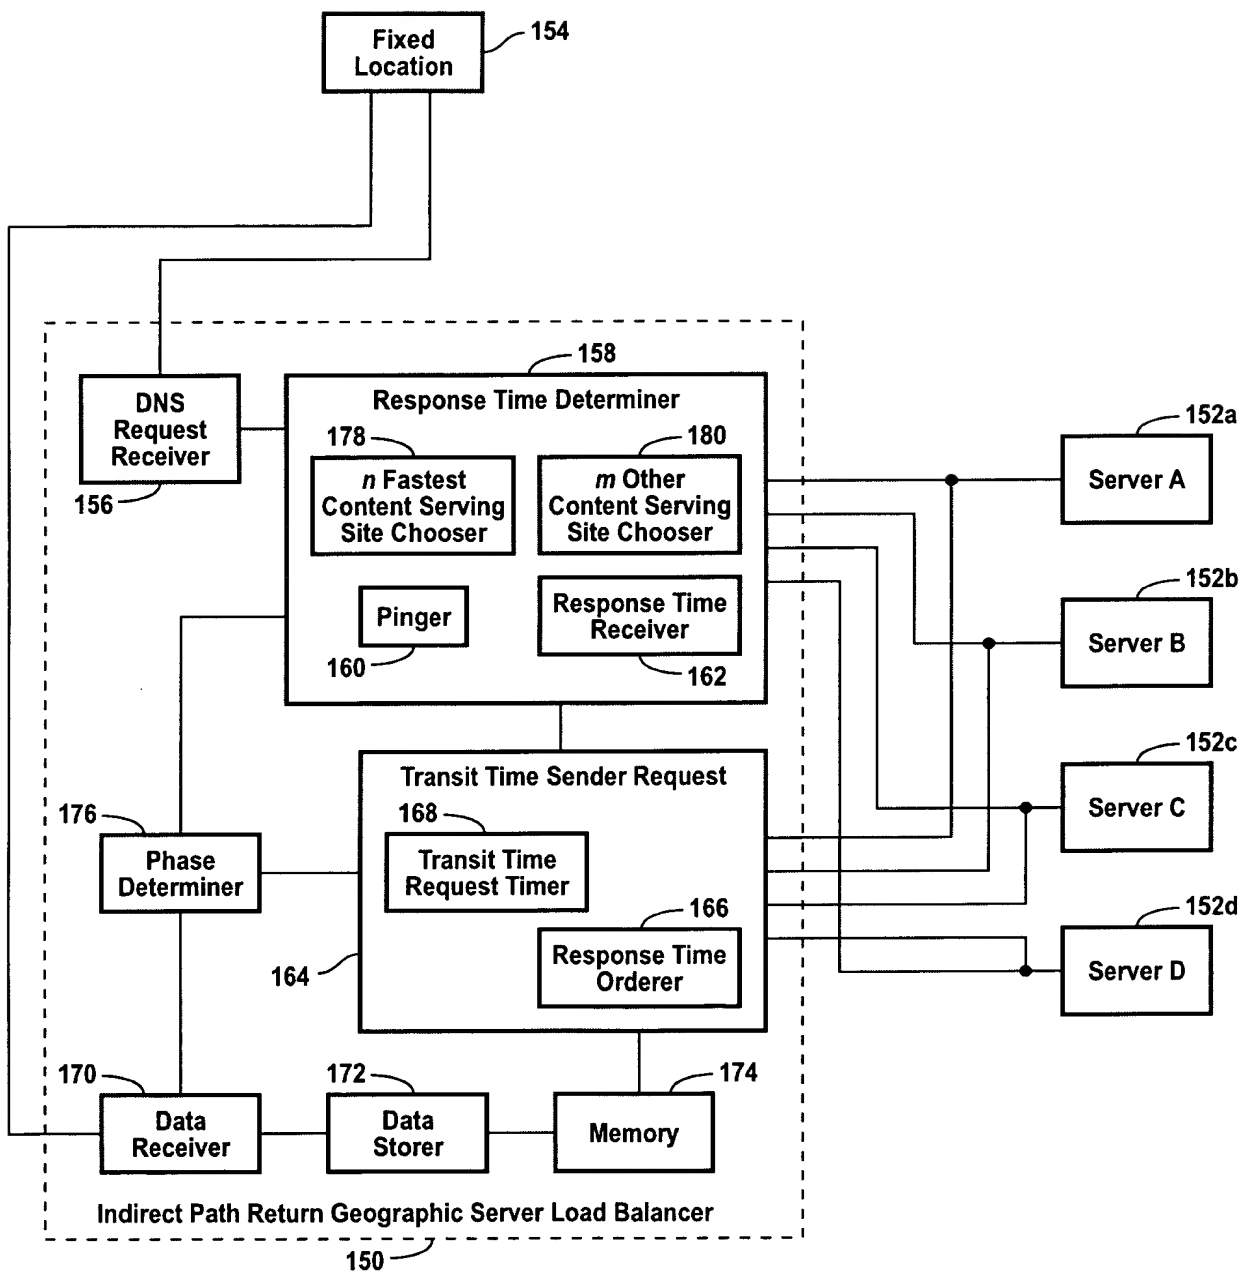 Fixed
Location
154
158
DNS
Request
Receiver
156
Response Time Determiner
178
180
n Fastest
Content Serving
Site Chooser
m Other
Content Serving
Site Chooser
Pinger
160
Response Time
Receiver
162
152a
Server A
152b
Server B
152c
Server C
152d
Server D
Transit Time Sender Request
176
Phase
Determiner
168
Transit Time
Request Timer
166
Response Time
Orderer
164
170
Data
Receiver
172
Data
Storer
174
Memory
Indirect Path Return Geographic Server Load Balancer
150